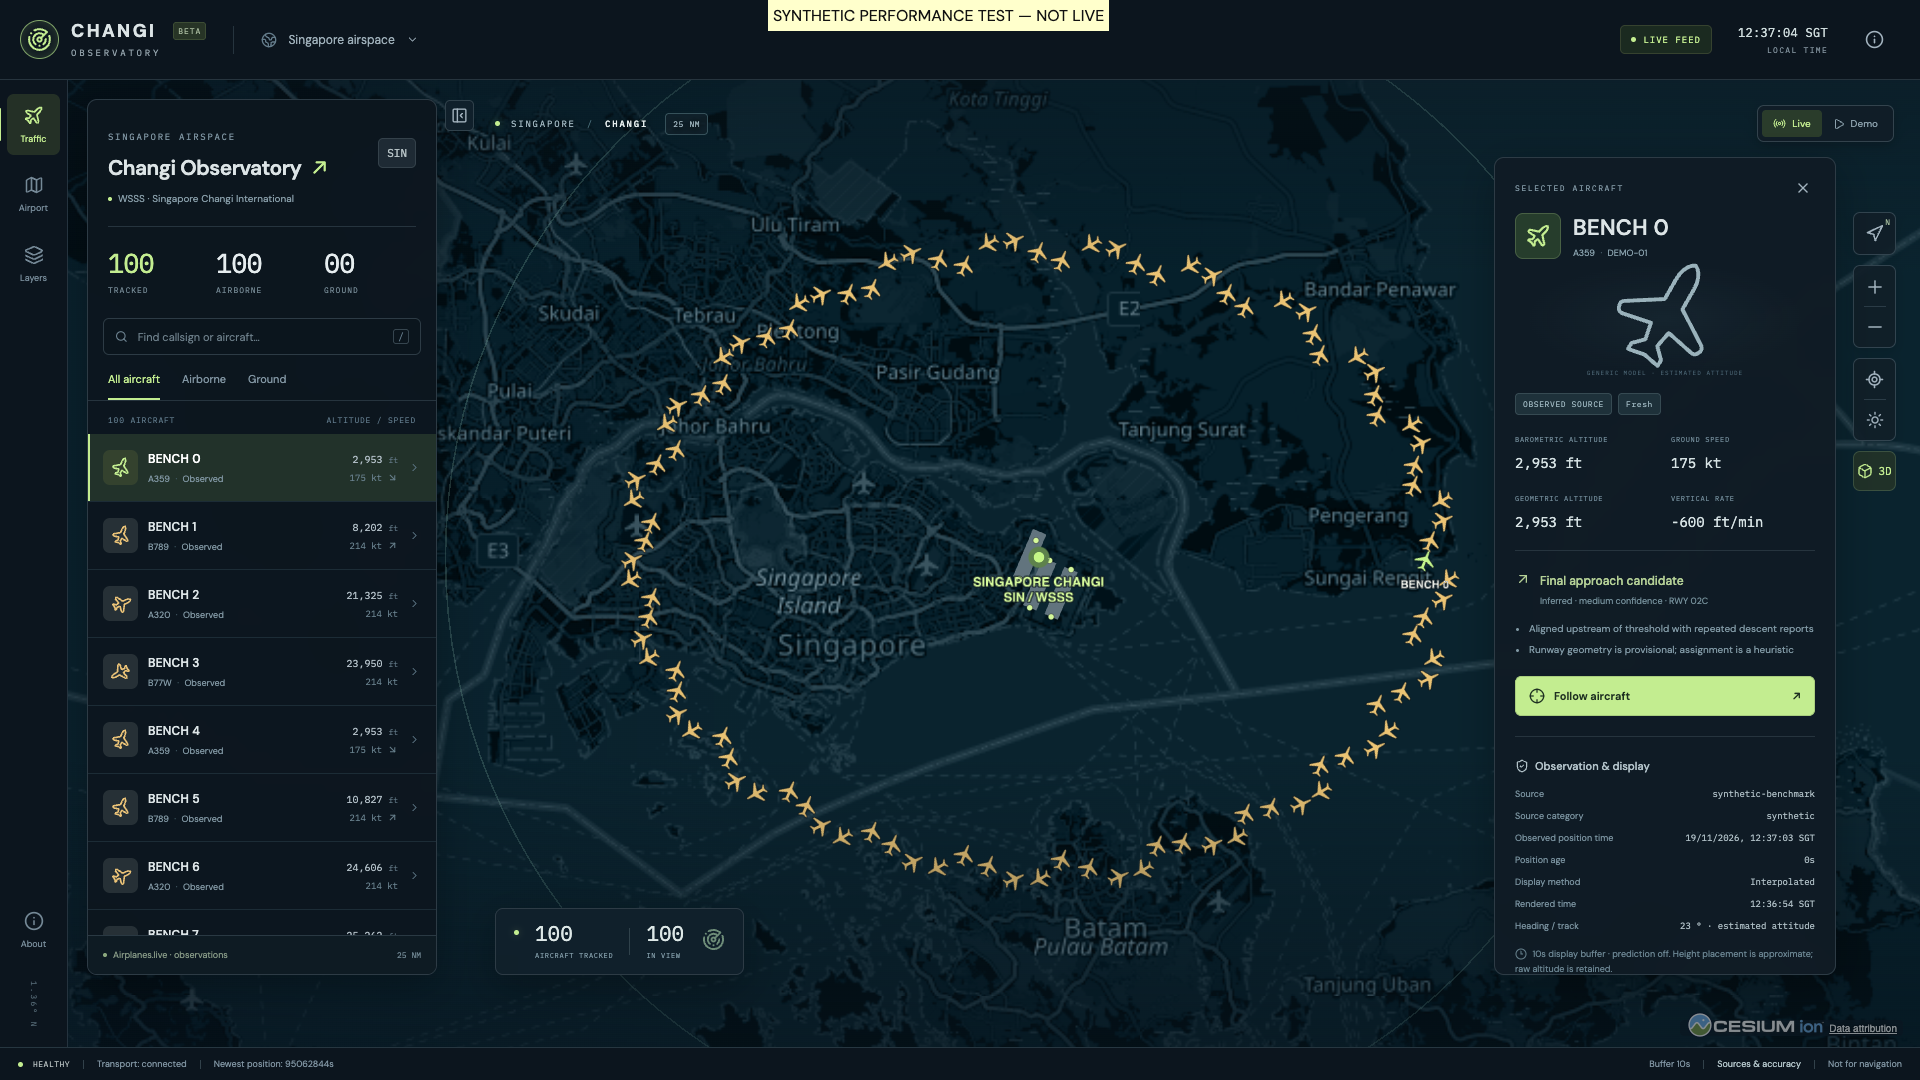 SYNTHETIC PERFORMANCE TEST — NOT LIVE
CHANGI
BETA
OBSERVATORY
Singapore airspace
LIVE FEED
12:37:04 SGT
LOCAL TIME
Traffic
Airport
Layers
About
1.36° N
SINGAPORE AIRSPACE
Changi Observatory
SIN
WSSS · Singapore Changi International
100
TRACKED
100
AIRBORNE
00
GROUND
Find callsign or aircraft...
/
All aircraft
Airborne
Ground
100 AIRCRAFT
ALTITUDE / SPEED
BENCH 0
2,953 ft
A359 · Observed
175 kt
BENCH 1
8,202 ft
B789 · Observed
214 kt
BENCH 2
21,325 ft
A320 · Observed
214 kt
BENCH 3
23,950 ft
B77W · Observed
214 kt
BENCH 4
2,953 ft
A359 · Observed
175 kt
BENCH 5
10,827 ft
B789 · Observed
214 kt
BENCH 6
24,606 ft
A320 · Observed
214 kt
BENCH 7
Airplanes.live · observations
25 NM
SINGAPORE / CHANGI
25 NM
Kota Tinggi
Kulai
Ulu Tiram
Bandar Penawar
E2
Skudai
Tebrau
Plentong
Johor Bahru
Pasir Gudang
Pulai
skandar Puteri
Johor Bahru
Tanjung Surat
Pengerang
E3
Singapore
Island
Sungai Rengit
BENCH 0
SINGAPORE CHANGI
SIN / WSSS
Singapore
Batam
Pulau Batam
Tanjung Uban
Bintan
100
AIRCRAFT TRACKED
100
IN VIEW
Live
Demo
SELECTED AIRCRAFT
BENCH 0
A359 · DEMO-01
GENERIC MODEL · ESTIMATED ATTITUDE
OBSERVED SOURCE
Fresh
BAROMETRIC ALTITUDE
GROUND SPEED
2,953 ft
175 kt
GEOMETRIC ALTITUDE
VERTICAL RATE
2,953 ft
-600 ft/min
Final approach candidate
Inferred · medium confidence · RWY 02C
• Aligned upstream of threshold with repeated descent reports
• Runway geometry is provisional; assignment is a heuristic
Follow aircraft
Observation & display
Source
synthetic-benchmark
Source category
synthetic
Observed position time
19/11/2026, 12:37:03 SGT
Position age
0s
Display method
Interpolated
Rendered time
12:36:54 SGT
Heading / track
23 ° · estimated attitude
10s display buffer · prediction off. Height placement is approximate;
raw altitude is retained.
N
3D
CESIUM ion
Data attribution
HEALTHY
Transport: connected
Newest position: 95062844s
Buffer 10s
Sources & accuracy
Not for navigation